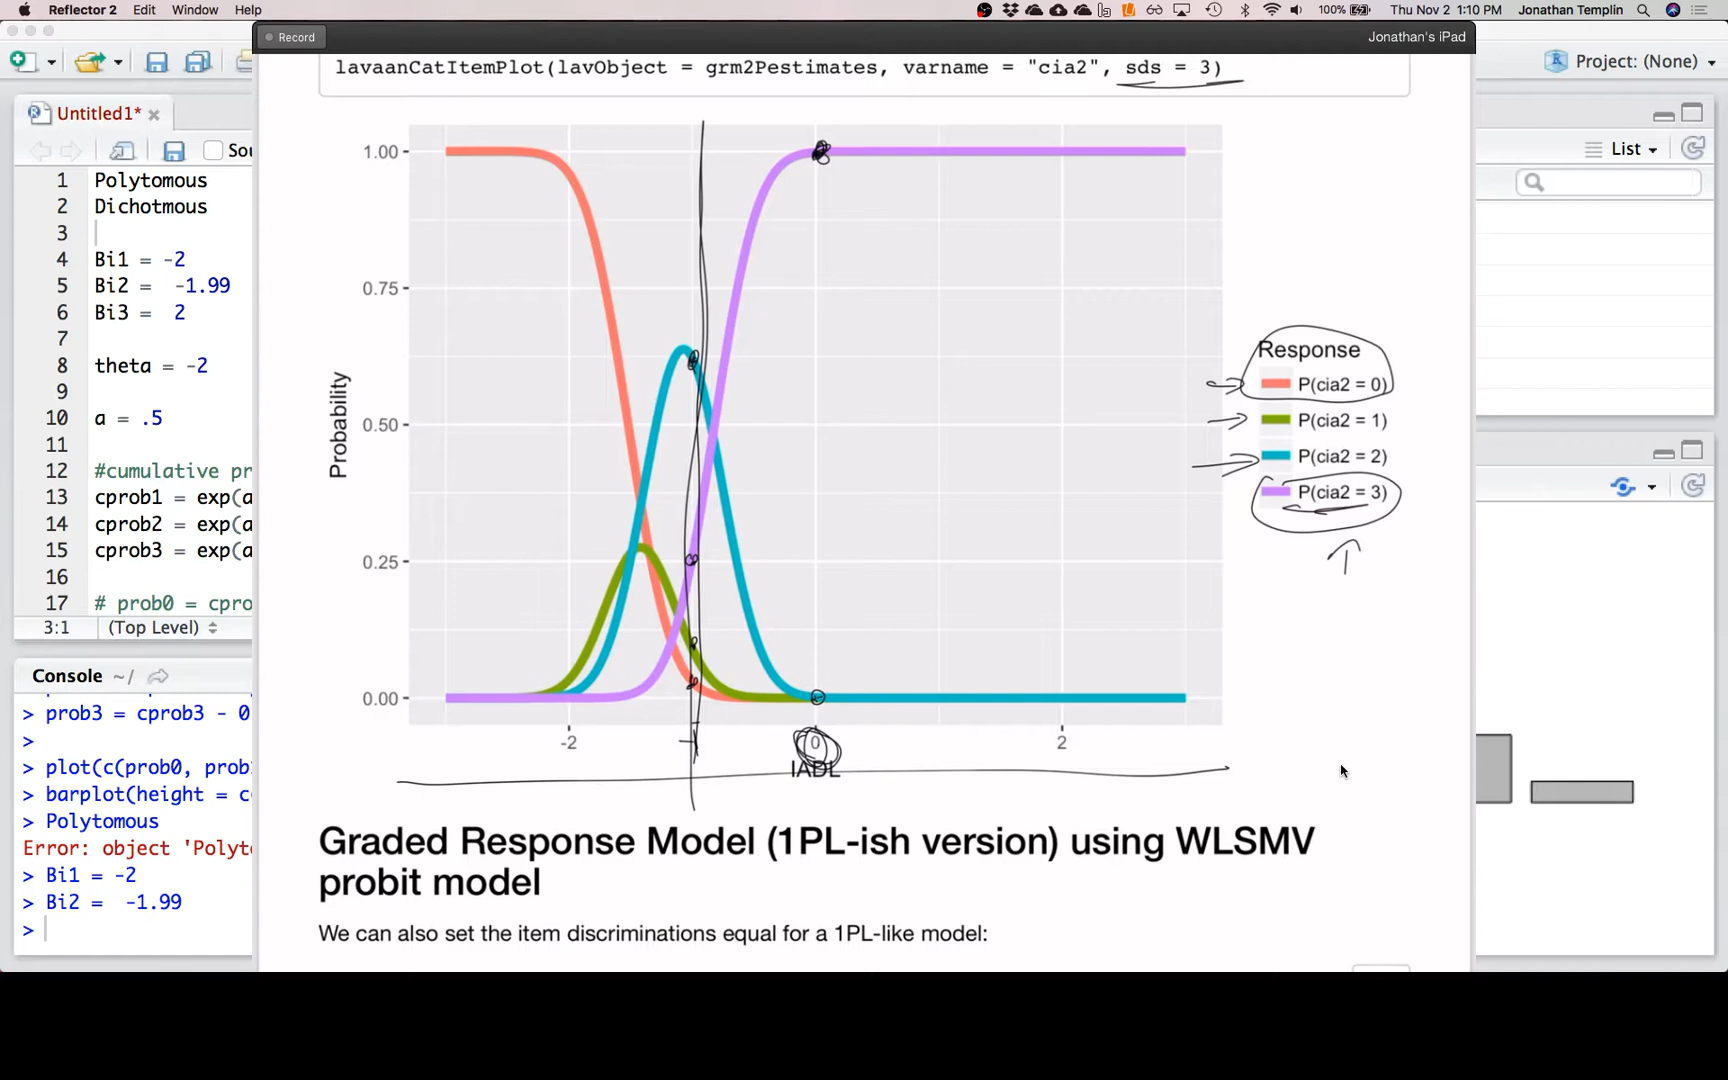 Reflector 2 Edit Window Help 100% Thu Nov 2 1:10 PM Jonathan Templin
Record Jonathan's iPad
lavaanCatItemPlot(lavObject = grm2Pestimates, varname = "cia2", sds = 3)
Project: (None)
Untitled1*
Sou
List
1 Polytomous
2 Dichotmous
3
4 Bi1 = -2
5 Bi2 = -1.99
6 Bi3 = 2
7
8 theta = -2
9
10 a = .5
11
12 #cumulative pr
13 cprob1 = exp(a
14 cprob2 = exp(a
15 cprob3 = exp(a
16
17 # prob0 = cpro
3:1 (Top Level)
Console ~/
> prob3 = cprob3 - 0
>
> plot(c(prob0, prob
> barplot(height = c
> Polytomous
Error: object 'Polyto
> Bi1 = -2
> Bi2 = -1.99
>
1.00
0.75
0.50
0.25
0.00
Probability
-2 -1 0 2
IADL
Response
P(cia2 = 0)
P(cia2 = 1)
P(cia2 = 2)
P(cia2 = 3)
Graded Response Model (1PL-ish version) using WLSMV
probit model
We can also set the item discriminations equal for a 1PL-like model: